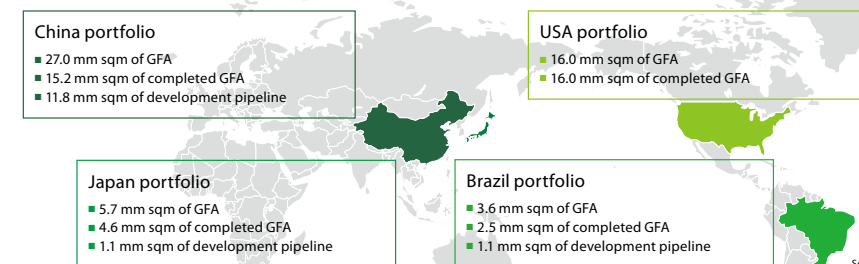 China portfolio
■ 27.0 mm sqm of GFA
■ 15.2 mm sqm of completed GFA
■ 11.8 mm sqm of development pipeline
USA portfolio
■ 16.0 mm sqm of GFA
■ 16.0 mm sqm of completed GFA
Japan portfolio
■ 5.7 mm sqm of GFA
■ 4.6 mm sqm of completed GFA
■ 1.1 mm sqm of development pipeline
Brazil portfolio
■ 3.6 mm sqm of GFA
■ 2.5 mm sqm of completed GFA
■ 1.1 mm sqm of development pipeline